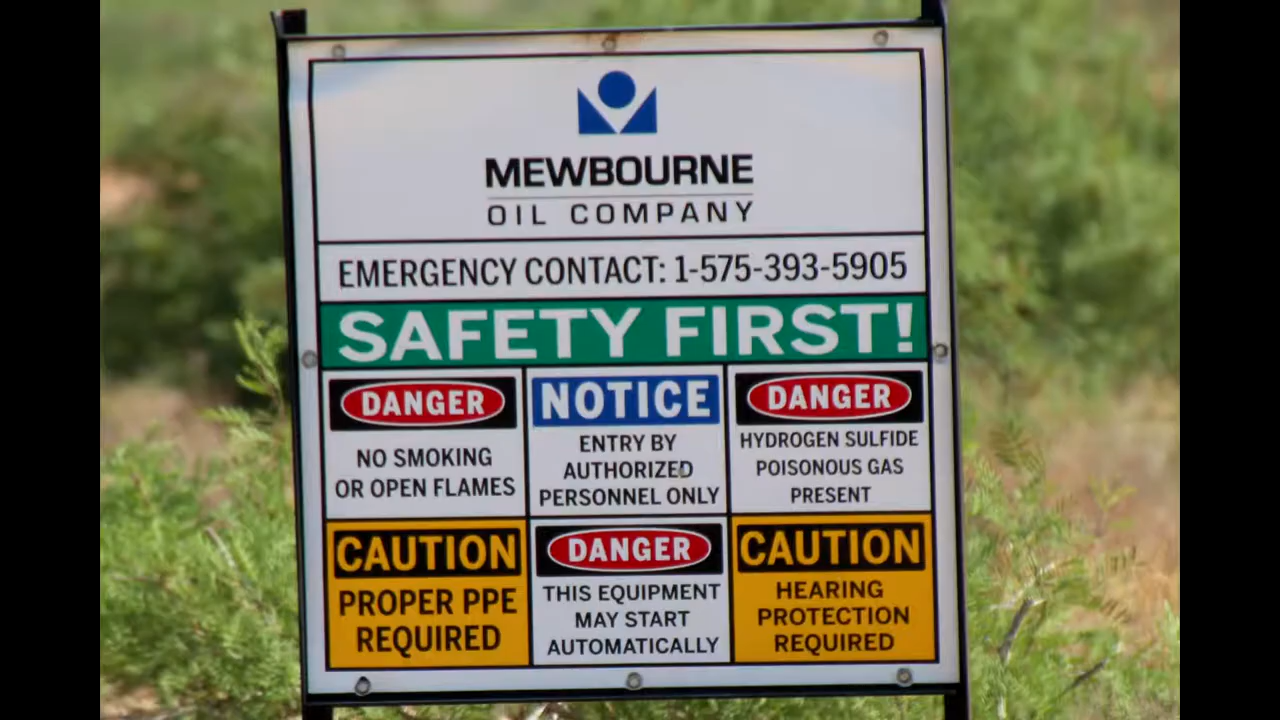 MEWBOURNE
OIL COMPANY
EMERGENCY CONTACT: 1-575-393-5905
SAFETY FIRST!
DANGER
NO SMOKING
OR OPEN FLAMES
NOTICE
ENTRY BY
AUTHORIZED
PERSONNEL ONLY
DANGER
HYDROGEN SULFIDE
POISONOUS GAS
PRESENT
CAUTION
PROPER PPE
REQUIRED
DANGER
THIS EQUIPMENT
MAY START
AUTOMATICALLY
CAUTION
HEARING
PROTECTION
REQUIRED